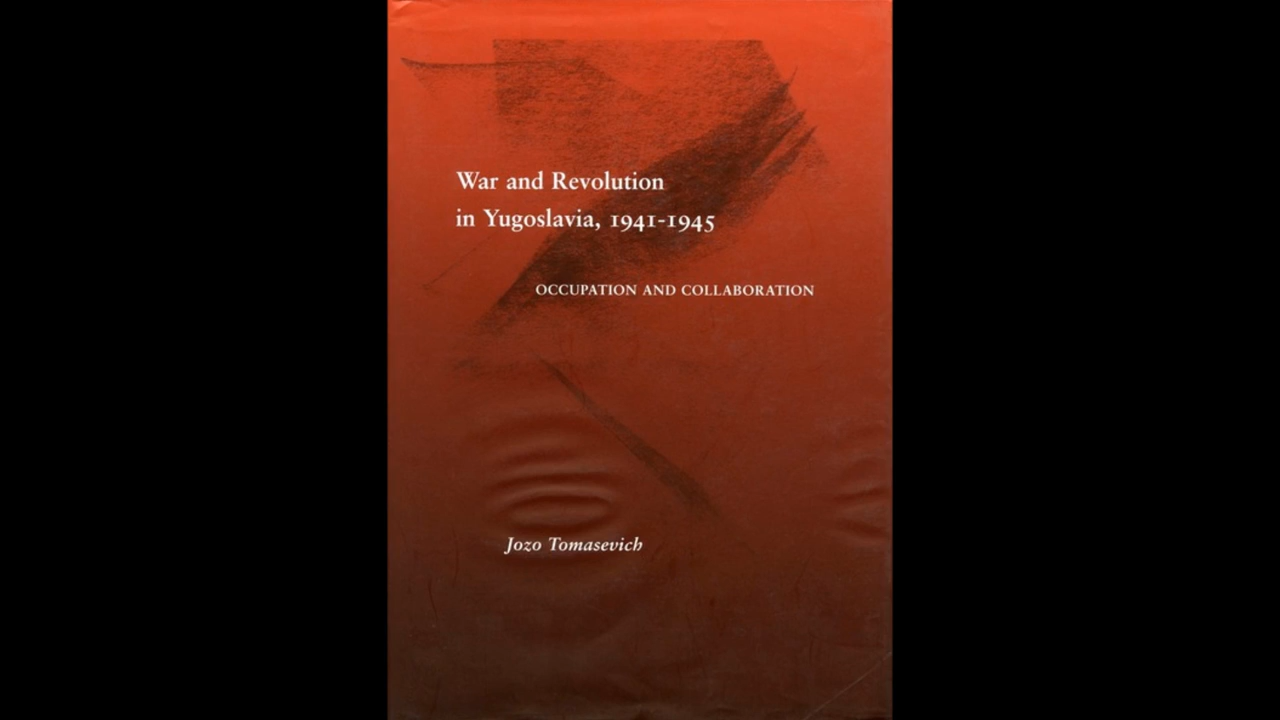 War and Revolution
in Yugoslavia, 1941-1945
OCCUPATION AND COLLABORATION
Jozo Tomasevich